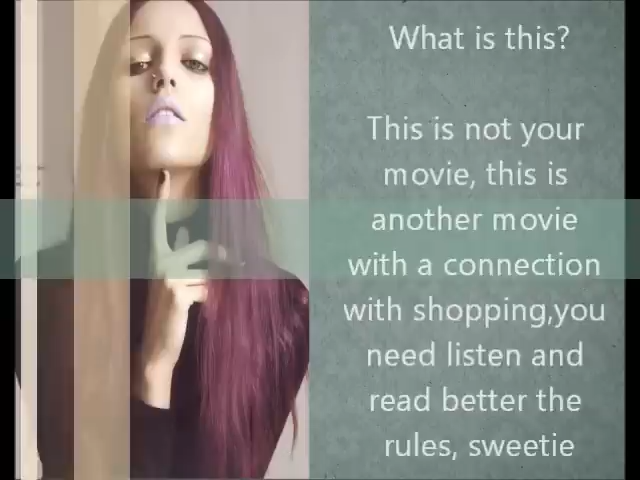 What is this?
This is not your
movie, this is
another movie
with a connection
with shopping,you
need listen and
read better the
rules, sweetie